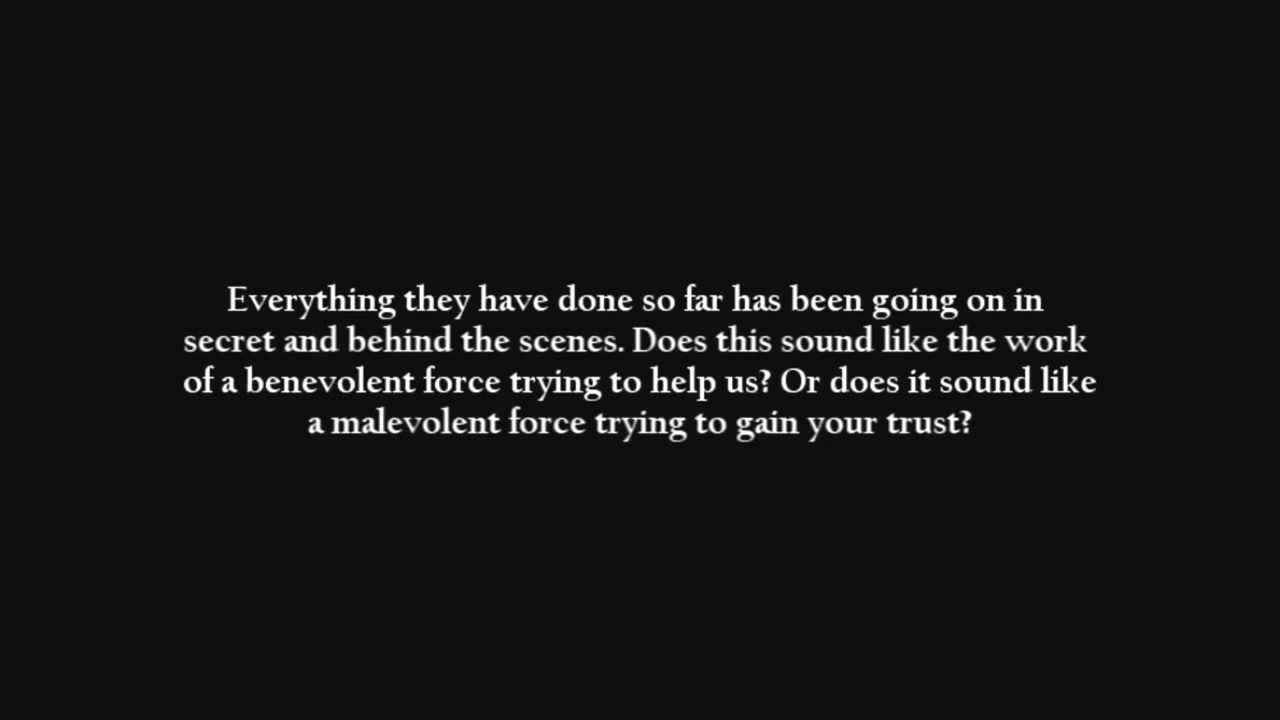 Everything they have done so far has been going on in
secret and behind the scenes. Does this sound like the work
of a benevolent force trying to help us? Or does it sound like
a malevolent force trying to gain your trust?